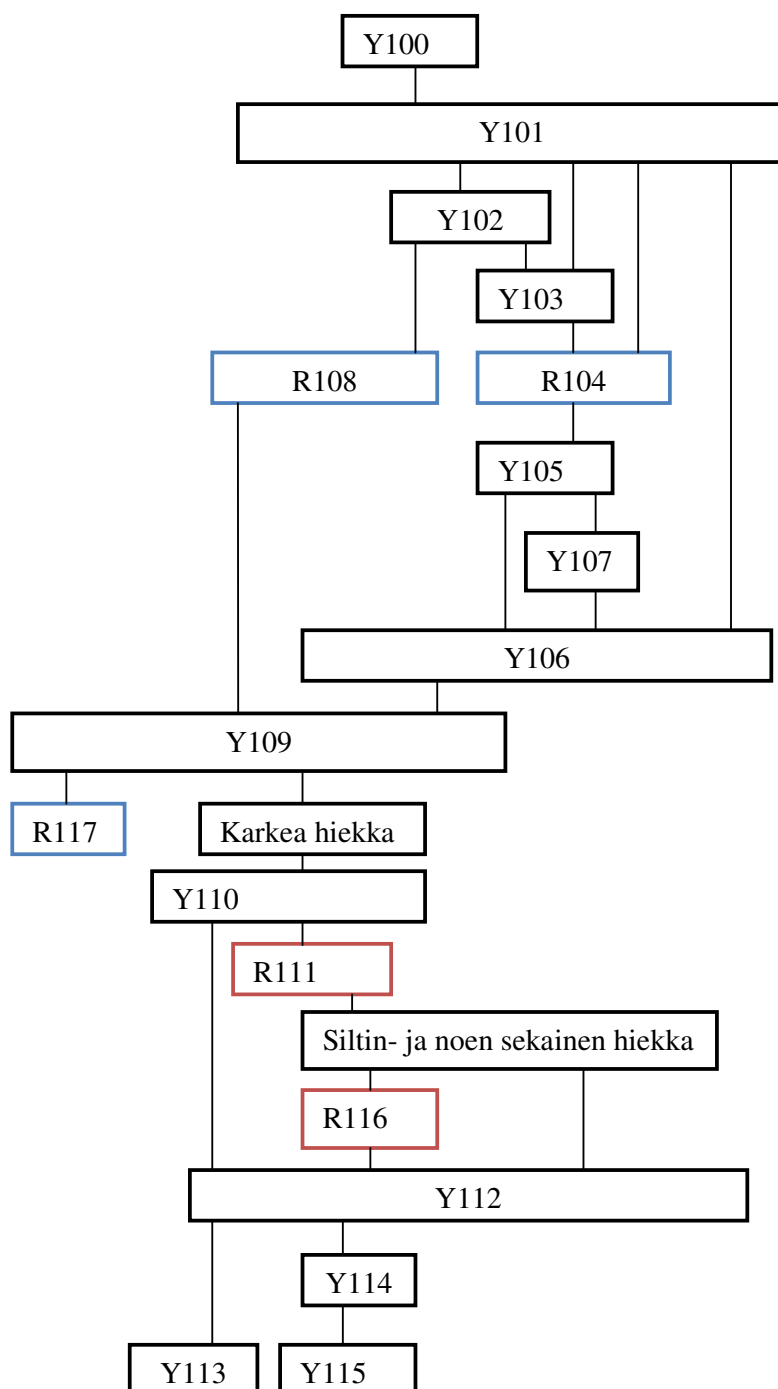 Y100
Y101
Y102
Y103
R108
R104
Y105
Y107
Y106
Y109
R117
Karkea hiekka
Y110
R111
Siltin- ja noen sekainen hiekka
R116
Y112
Y114
Y113
Y115